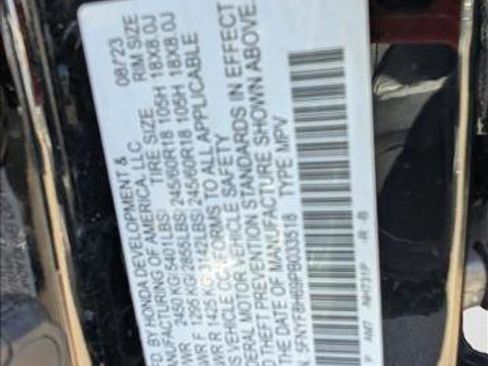 MFD. BY HONDA DEVELOPMENT & 08/23
MANUFACTURING OF AMERICA, LLC TIRE SIZE RIM SIZE
GVWR 2450 KG(5401LBS) 245/60R18 105H 18X8.0J
GAWR F 1295 KG(2855LBS) 245/60R18 105H 18X8.0J
GAWR R 1425 KG(3142LBS)
THIS VEHICLE CONFORMS TO ALL APPLICABLE
FEDERAL MOTOR VEHICLE SAFETY
AND THEFT PREVENTION STANDARDS IN EFFECT
ON THE DATE OF MANUFACTURE SHOWN ABOVE.
5FNYF8H69PB033518 TYPE MPV
P AM7 NH731P -R -B